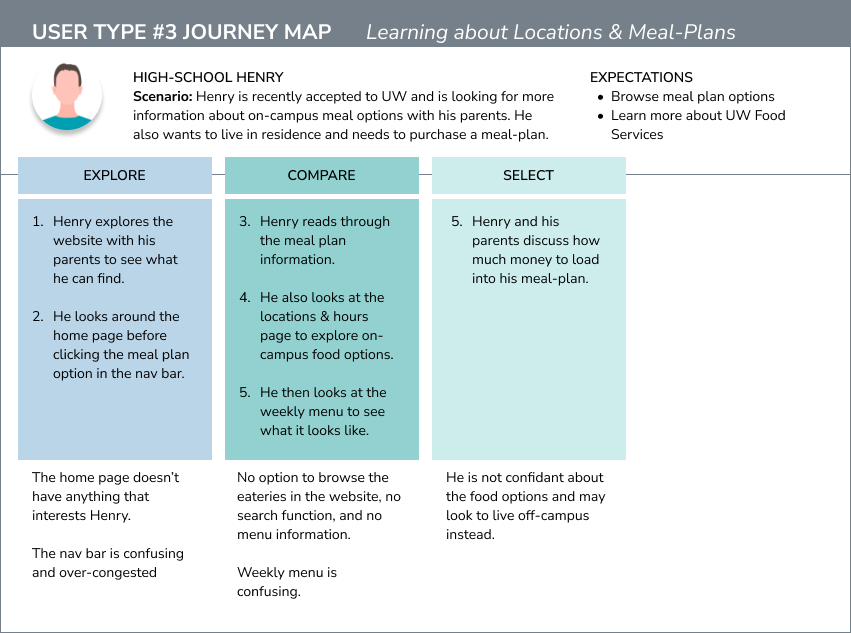 USER TYPE #3 JOURNEY MAP Learning about Locations & Meal-Plans
HIGH-SCHOOL HENRY
Scenario: Henry is recently accepted to UW and is looking for more
information about on-campus meal options with his parents. He
also wants to live in residence and needs to purchase a meal-plan.
EXPECTATIONS
• Browse meal plan options
• Learn more about UW Food
Services
EXPLORE
1. Henry explores the
website with his
parents to see what
he can find.
2. He looks around the
home page before
clicking the meal plan
option in the nav bar.
The home page doesn't
have anything that
interests Henry.
The nav bar is confusing
and over-congested
COMPARE
3. Henry reads through
the meal plan
information.
4. He also looks at the
locations & hours
page to explore on-
campus food options.
5. He then looks at the
weekly menu to see
what it looks like.
No option to browse the
eateries in the website, no
search function, and no
menu information.
Weekly menu is
confusing.
SELECT
5. Henry and his
parents discuss how
much money to load
into his meal-plan.
He is not confidant about
the food options and may
look to live off-campus
instead.